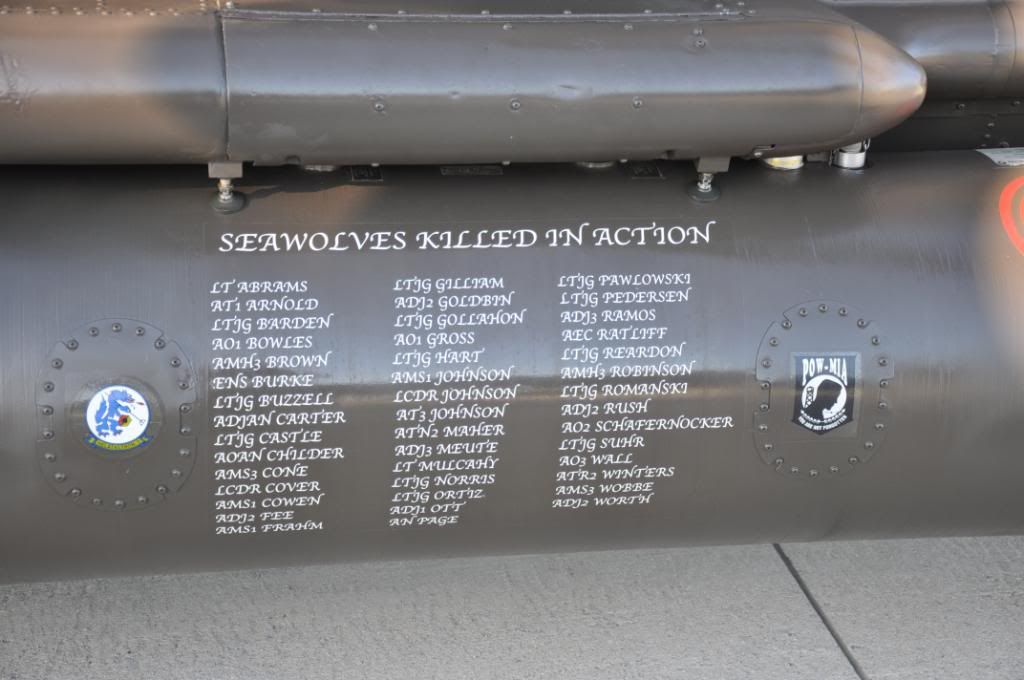 SEAWOLVES KILLED IN ACTION
LT ABRAMS
AT1 ARNOLD
LTJG BARDEN
AO1 BOWLES
AMH3 BROWN
ENS BURKE
LTJG BUZZELL
ADJAN CARTER
LTJG CASTLE
AOAN CHILDER
AMS3 CONE
LCDR COVER
AMS1 COWEN
ADJ2 FEE
AMS1 FRAHM
LTJG GILLIAM
ADJ2 GOLDBIN
LTJG GOLLAHON
AO1 GROSS
LTJG HART
AMS1 JOHNSON
LCDR JOHNSON
AT3 JOHNSON
ATN2 MAHER
ADJ3 MEUTE
LT MULCAHY
LTJG NORRIS
LTJG ORTIZ
ADJ1 OTT
AN PAGE
LTJG PAWLOWSKI
LTJG PEDERSEN
ADJ3 RAMOS
AEC RATLIFF
LTJG REARDON
AMH3 ROBINSON
LTJG ROMANSKI
ADJ2 RUSH
AO2 SCHAFERNOCKER
LTJG SUHR
AO3 WALL
ATR2 WINTERS
AMS3 WOBBE
ADJ2 WORTH
POW-MIA
YOU ARE NOT FORGOTTEN